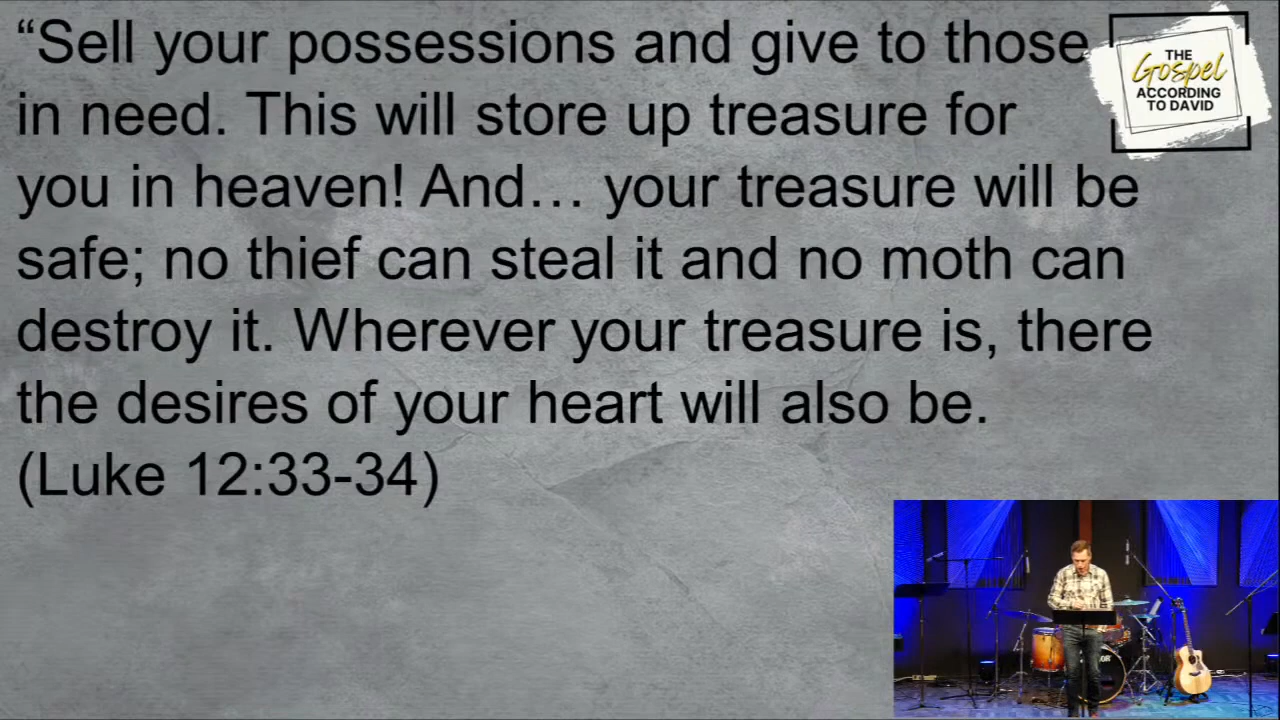 “Sell your possessions and give to those
in need. This will store up treasure for
you in heaven! And… your treasure will be
safe; no thief can steal it and no moth can
destroy it. Wherever your treasure is, there
the desires of your heart will also be.
(Luke 12:33-34)
THE
Gospel
ACCORDING
TO DAVID